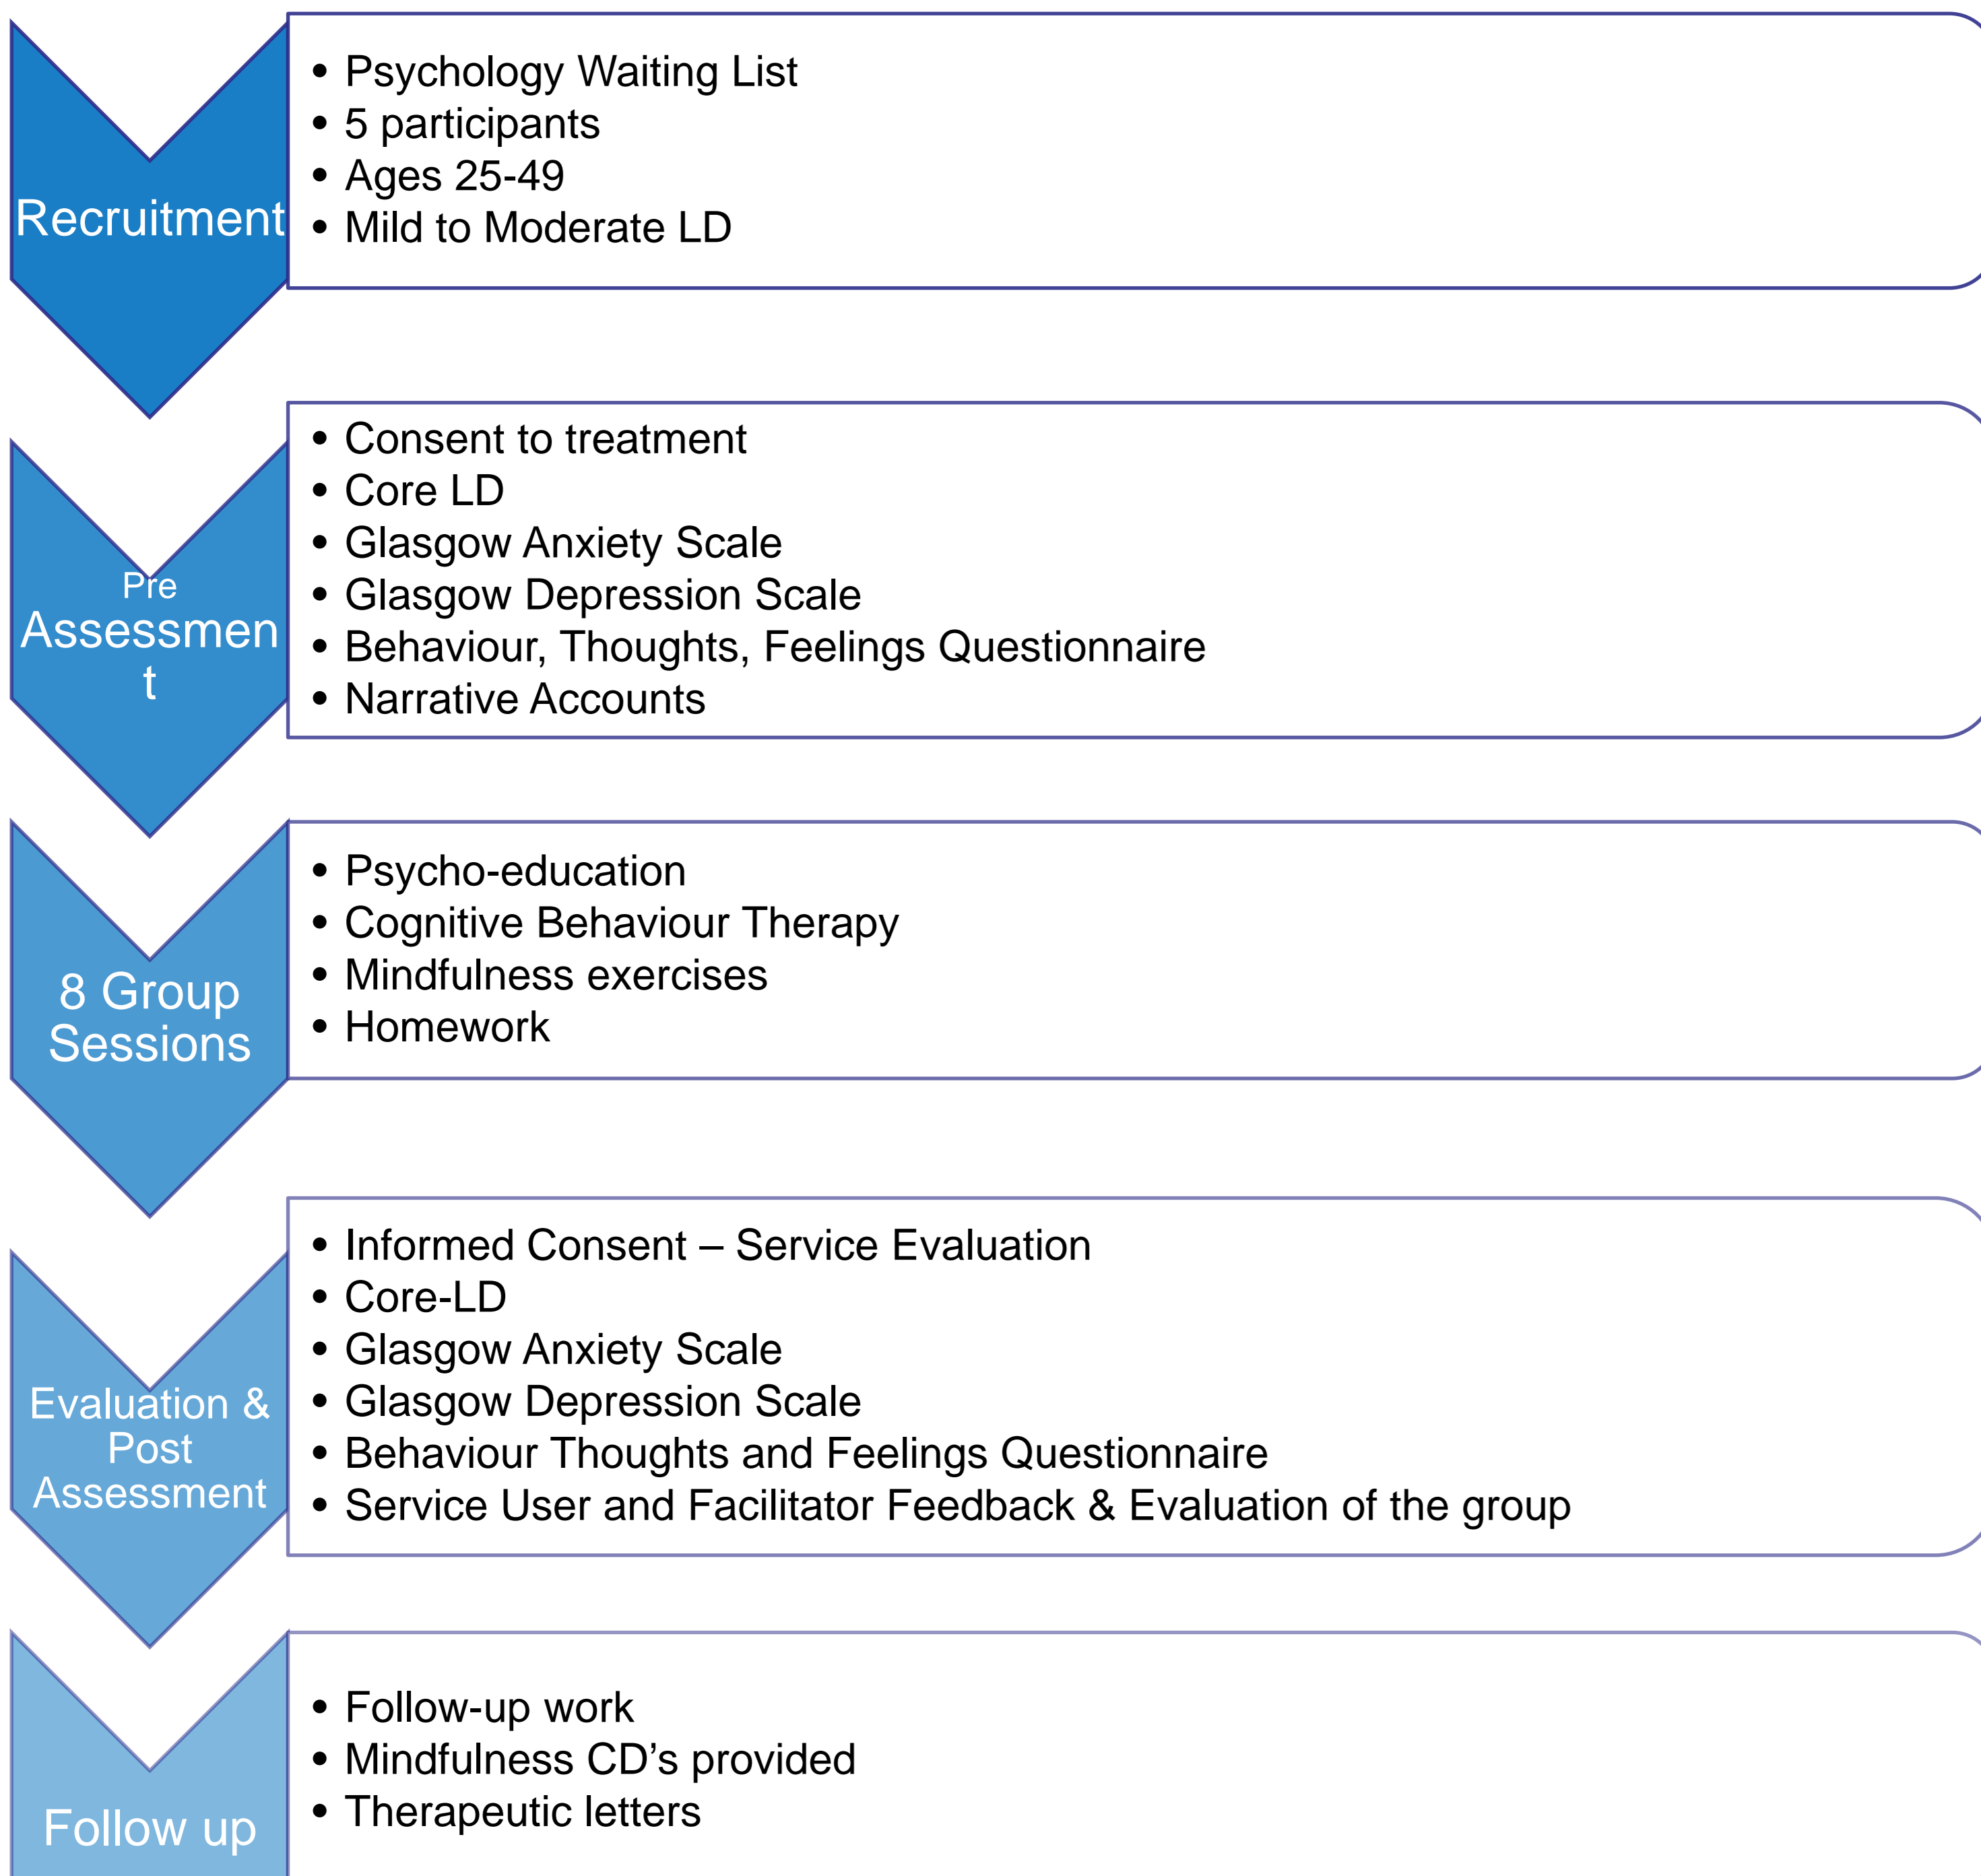 Recruitment
• Psychology Waiting List
• 5 participants
• Ages 25-49
• Mild to Moderate LD
Pre
Assessmen
t
• Consent to treatment
• Core LD
• Glasgow Anxiety Scale
• Glasgow Depression Scale
• Behaviour, Thoughts, Feelings Questionnaire
• Narrative Accounts
8 Group
Sessions
• Psycho-education
• Cognitive Behaviour Therapy
• Mindfulness exercises
• Homework
Evaluation &
Post
Assessment
• Informed Consent – Service Evaluation
• Core-LD
• Glasgow Anxiety Scale
• Glasgow Depression Scale
• Behaviour Thoughts and Feelings Questionnaire
• Service User and Facilitator Feedback & Evaluation of the group
Follow up
• Follow-up work
• Mindfulness CD’s provided
• Therapeutic letters